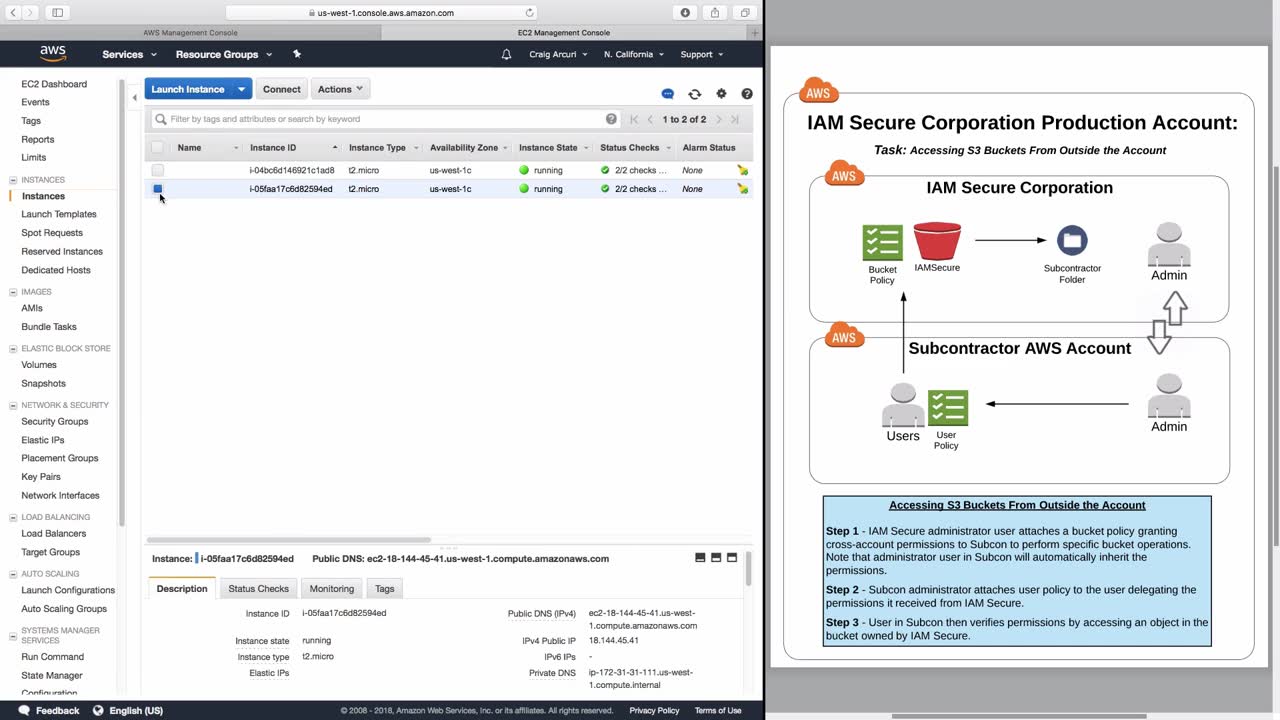 us-west-1.console.aws.amazon.com
AWS Management Console
EC2 Management Console
aws
Services
Resource Groups
Craig Arcuri
N. California
Support
EC2 Dashboard
Events
Tags
Reports
Limits
INSTANCES
Instances
Launch Templates
Spot Requests
Reserved Instances
Dedicated Hosts
IMAGES
AMIs
Bundle Tasks
ELASTIC BLOCK STORE
Volumes
Snapshots
NETWORK & SECURITY
Security Groups
Elastic IPs
Placement Groups
Key Pairs
Network Interfaces
LOAD BALANCING
Load Balancers
Target Groups
AUTO SCALING
Launch Configurations
Auto Scaling Groups
SYSTEMS MANAGER
SERVICES
Run Command
State Manager
Configuration
Launch Instance
Connect
Actions
Filter by tags and attributes or search by keyword
1 to 2 of 2
Name Instance ID Instance Type Availability Zone Instance State Status Checks Alarm Status
i-04bc6d146921c1ad8 t2.micro us-west-1c running 2/2 checks ... None
i-05faa17c6d82594ed t2.micro us-west-1c running 2/2 checks ... None
Instance: i-05faa17c6d82594ed Public DNS: ec2-18-144-45-41.us-west-1.compute.amazonaws.com
Description Status Checks Monitoring Tags
Instance ID i-05faa17c6d82594ed
Instance state running
Instance type t2.micro
Elastic IPs
Public DNS (IPv4) ec2-18-144-45-41.us-west-
1.compute.amazonaws.com
IPv4 Public IP 18.144.45.41
IPv6 IPs -
Private DNS ip-172-31-31-111.us-west-
1.compute.internal
Feedback
English (US)
© 2008 - 2018, Amazon Web Services, Inc. or its affiliates. All rights reserved.
Privacy Policy
Terms of Use
AWS
IAM Secure Corporation Production Account:
Task: Accessing S3 Buckets From Outside the Account
AWS
IAM Secure Corporation
Bucket
Policy
IAMSecure
Subcontractor
Folder
Admin
AWS
Subcontractor AWS Account
Users
User
Policy
Admin
Accessing S3 Buckets From Outside the Account
Step 1 - IAM Secure administrator user attaches a bucket policy granting
cross-account permissions to Subcon to perform specific bucket operations.
Note that administrator user in Subcon will automatically inherit the
permissions.
Step 2 - Subcon administrator attaches user policy to the user delegating the
permissions it received from IAM Secure.
Step 3 - User in Subcon then verifies permissions by accessing an object in the
bucket owned by IAM Secure.